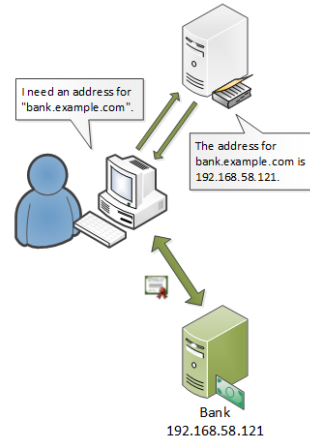 I need an address for
"bank.example.com".
The address for
bank.example.com is
192.168.58.121.
Bank
192.168.58.121